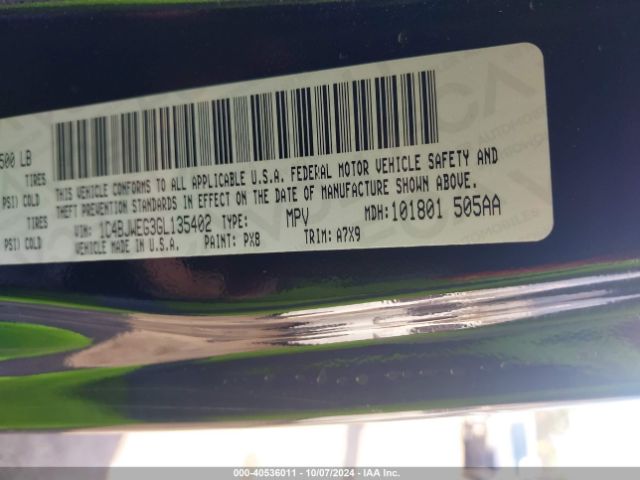 500 LB
TIRES
PSI) COLD
TIRES
PSI) COLD
THIS VEHICLE CONFORMS TO ALL APPLICABLE U.S.A. FEDERAL MOTOR VEHICLE SAFETY AND
THEFT PREVENTION STANDARDS IN EFFECT ON THE DATE OF MANUFACTURE SHOWN ABOVE.
VIN: 1C4BJWEG3GL135402 TYPE: MPV MDH:101801 505AA
VEHICLE MADE IN U.S.A. PAINT: PX8 TRIM: A7X9
000-40536011 - 10/07/2024 - IAA Inc.